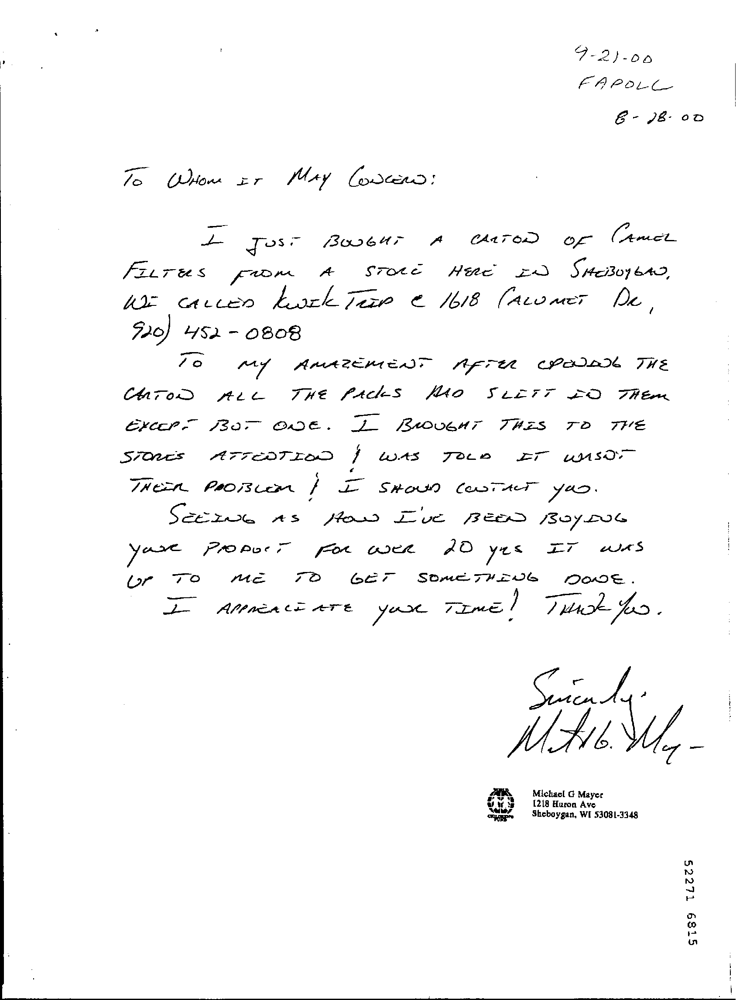 9-21-00
FAPOLL
8-28-00
To Whom It May Concern:
I JUST BOUGHT A CARTON OF CAMEL
FILTERS FROM A STORE HERE IN SHEBOYGAN,
WI CALLED KWIK TRIP @ 1618 CALUMET DR,
920) 452-0808
TO MY AMAZEMENT AFTER OPENING THE
CARTON ALL THE PACKS HAD SLITT IN THEM
EXCEPT BUT ONE. I BROUGHT THIS TO THE
STORES ATTENTION! WAS TOLD IT WASNT
THEIR PROBLEM! I SHOULD CONTACT YOU.
SEEING AS HOW I'VE BEEN BUYING
YOUR PRODUCT FOR OVER 20 YRS IT WAS
UP TO ME TO GET SOMETHING DONE.
I APPRECIATE YOUR TIME! THANK YOU.
Sincerely.
Michael G Mayer
1218 Huron Ave
Sheboygan, WI 53081-3348
52271 6815